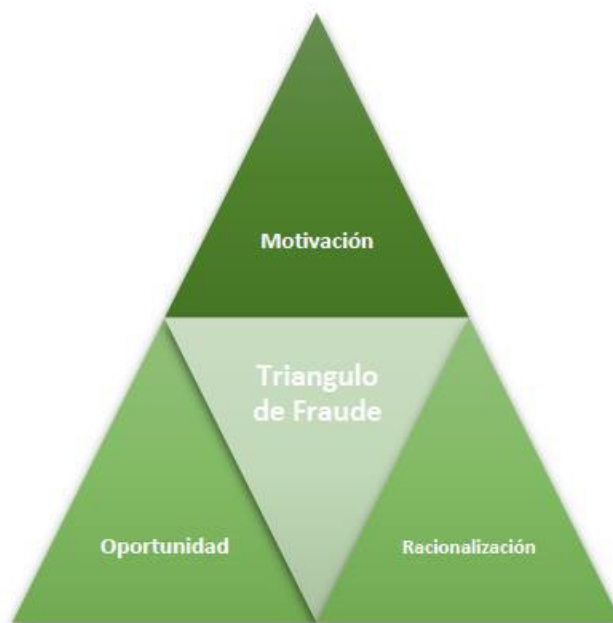 Motivación
Triangulo
de Fraude
Oportunidad
Racionalización